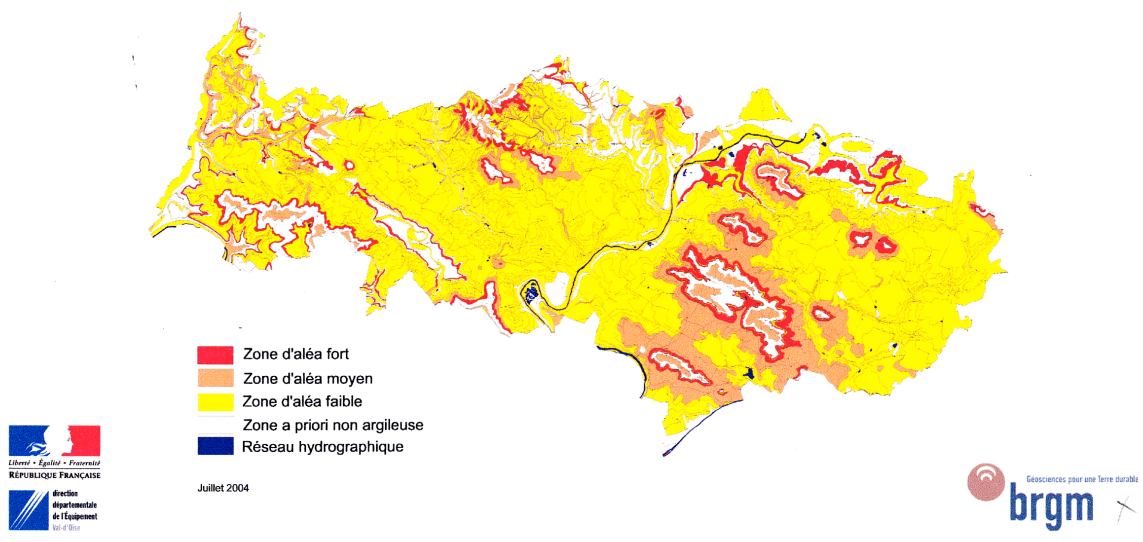 Zone d'aléa fort
Zone d'aléa moyen
Zone d'aléa faible
Zone a priori non argileuse
Réseau hydrographique
Juillet 2004
Liberté • Égalité • Fraternité
RÉPUBLIQUE FRANÇAISE
direction
départementale
de l'Équipement
Val-d'Oise
Géosciences pour une Terre durable
brgm